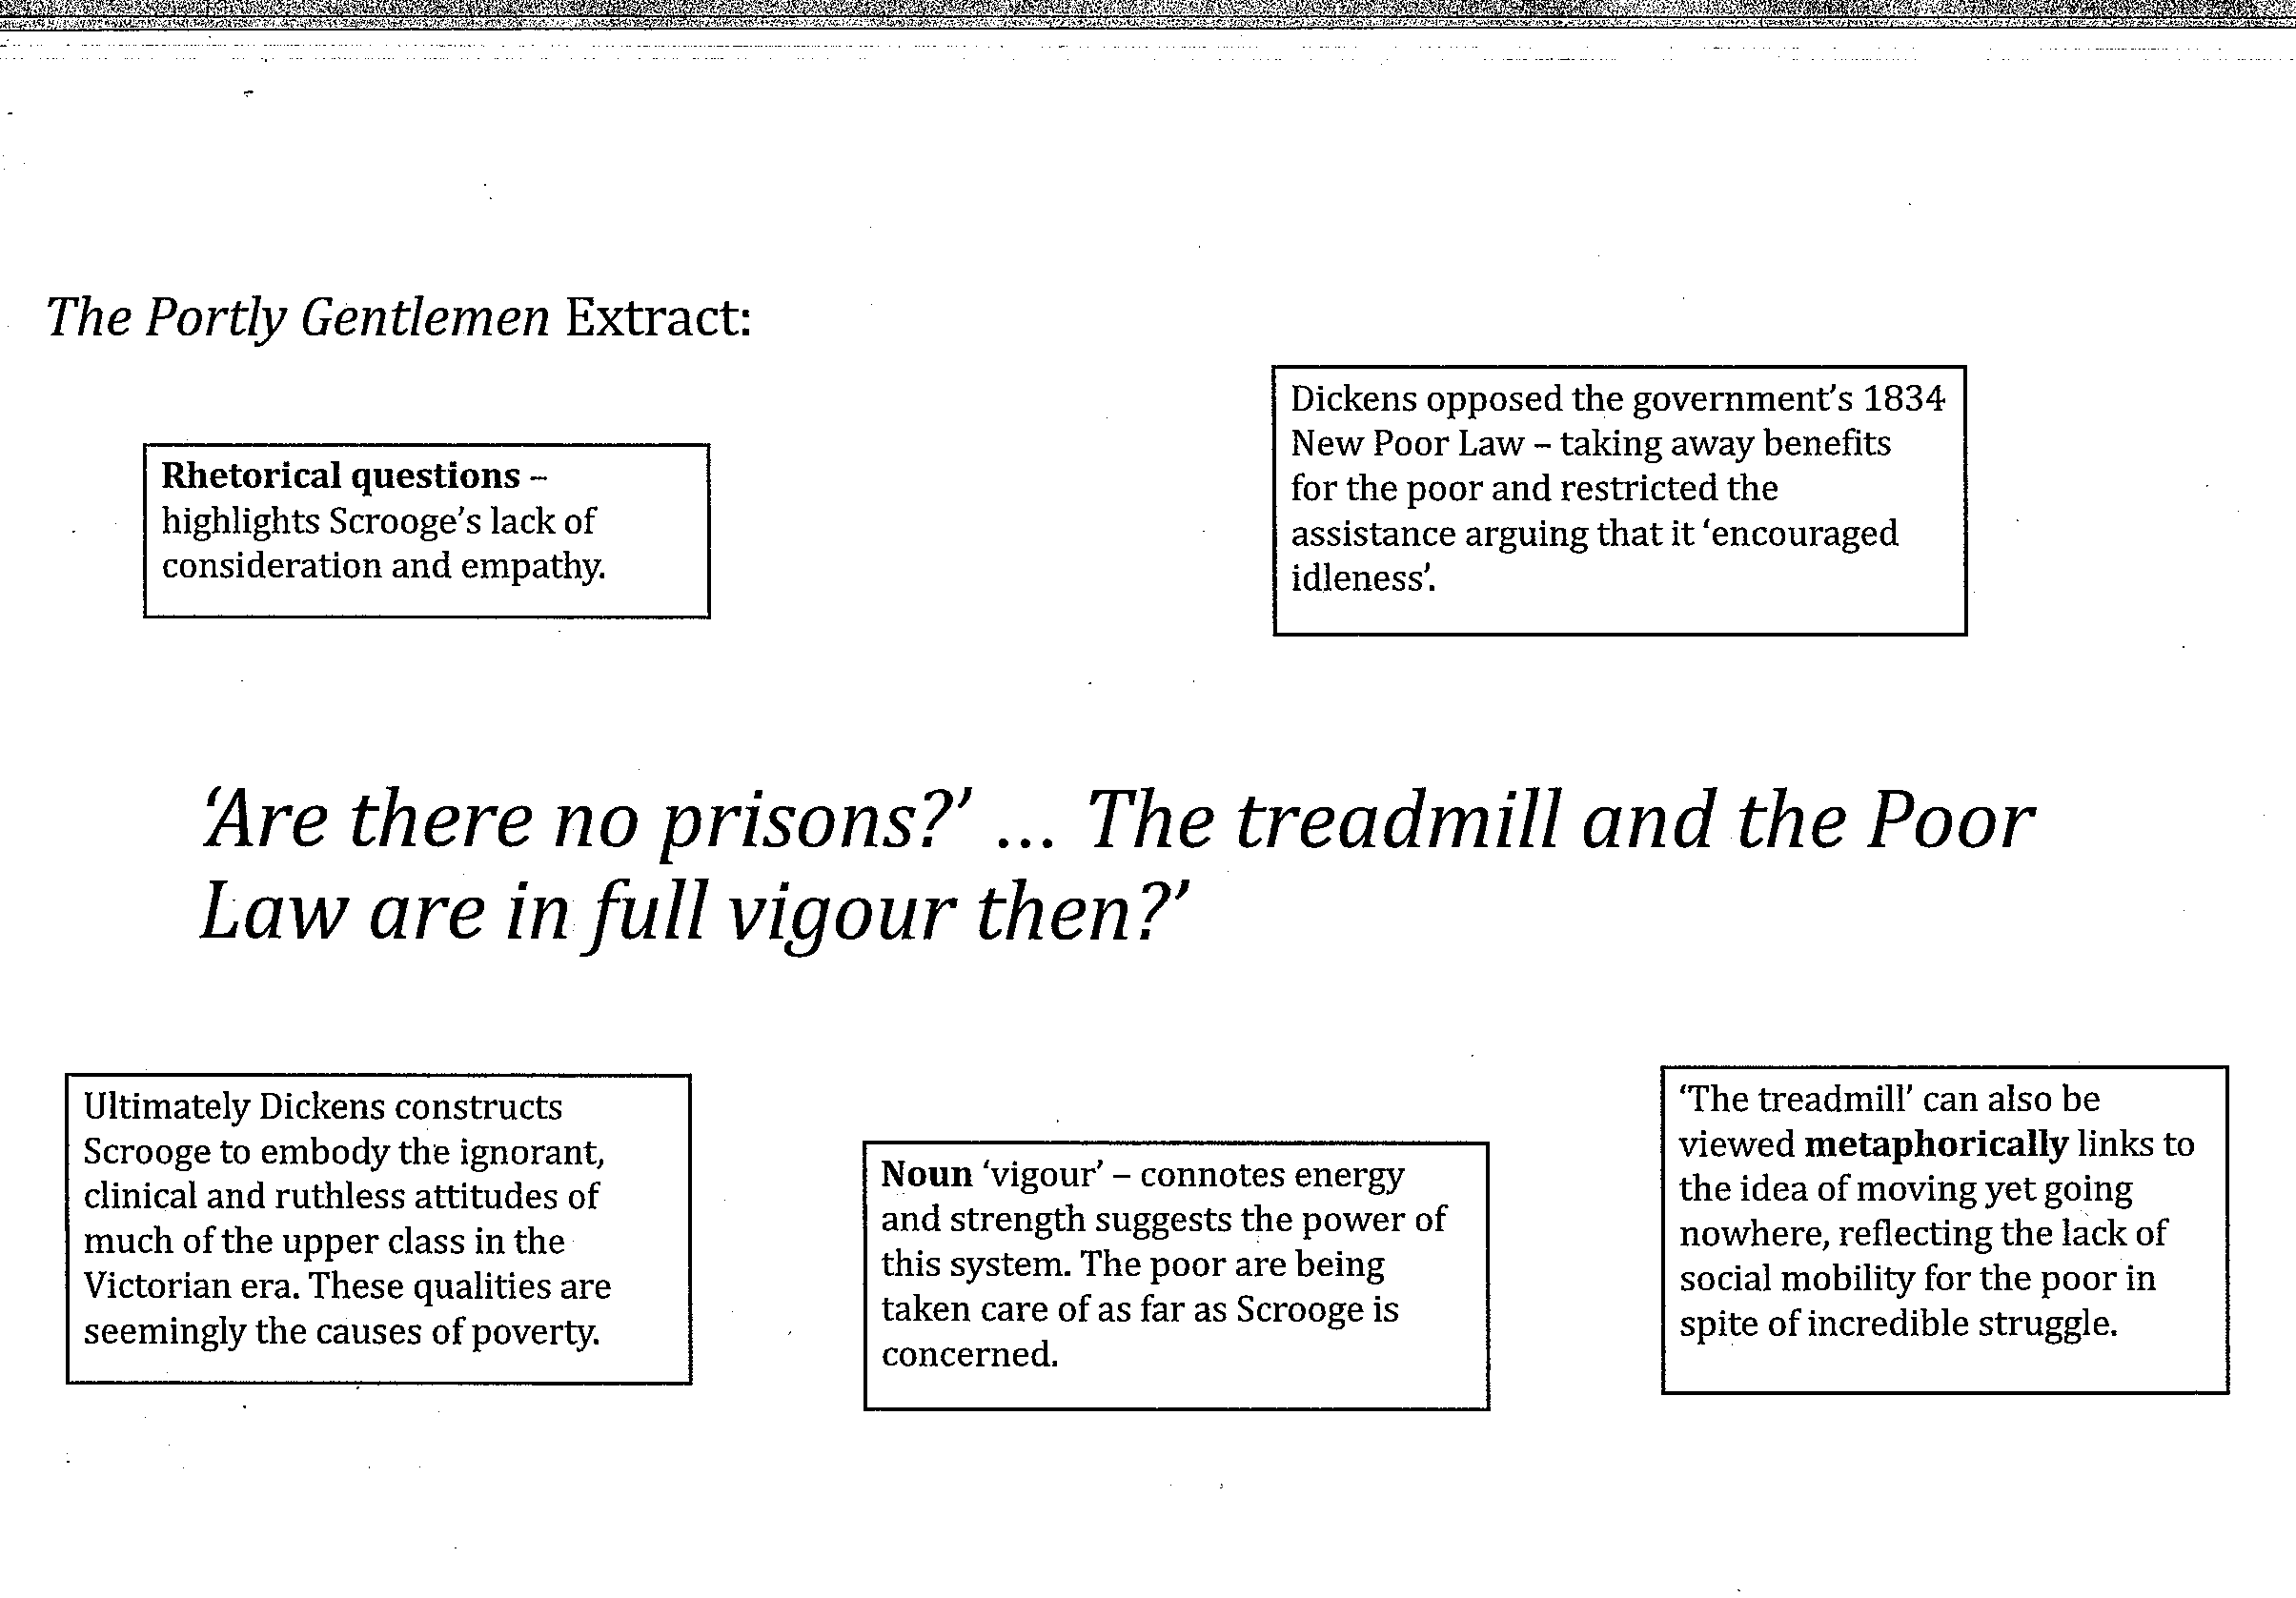 The Portly Gentlemen Extract:
Rhetorical questions –
highlights Scrooge's lack of
consideration and empathy.
Dickens opposed the government's 1834
New Poor Law – taking away benefits
for the poor and restricted the
assistance arguing that it 'encouraged
idleness'.
'Are there no prisons?' ... The treadmill and the Poor
Law are in full vigour then?'
Ultimately Dickens constructs
Scrooge to embody the ignorant,
clinical and ruthless attitudes of
much of the upper class in the
Victorian era. These qualities are
seemingly the causes of poverty.
Noun 'vigour' – connotes energy
and strength suggests the power of
this system. The poor are being
taken care of as far as Scrooge is
concerned.
'The treadmill' can also be
viewed metaphorically links to
the idea of moving yet going
nowhere, reflecting the lack of
social mobility for the poor in
spite of incredible struggle.